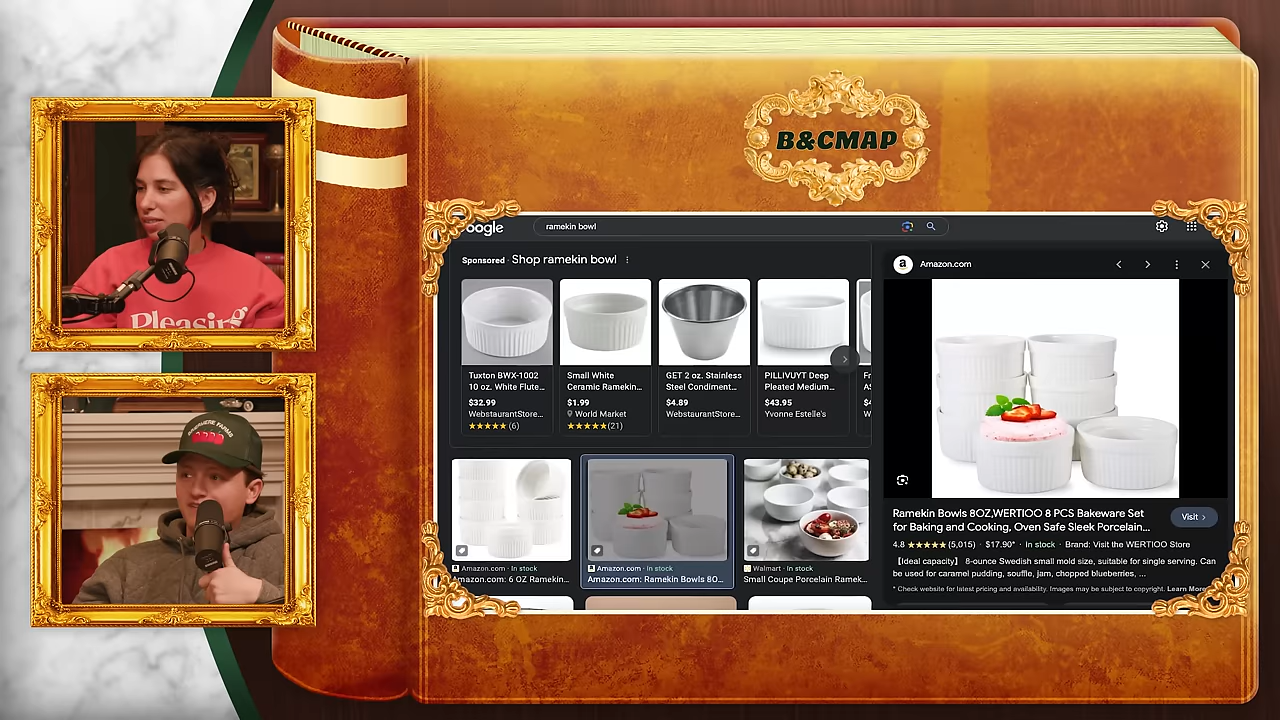 B&CMAP
oogle
ramekin bowl
Sponsored · Shop ramekin bowl
Amazon.com
Tuxton BWX-1002
10 oz. White Flute...
$32.99
WebstaurantStore...
(6)
Small White
Ceramic Ramekin...
$1.99
World Market
(21)
GET 2 oz. Stainless
Steel Condiment...
$4.89
WebstaurantStore...
PILLIVUYT Deep
Pleated Medium...
$43.95
Yvonne Estelle's
Amazon.com · In stock
Amazon.com: 6 OZ Ramekin...
Amazon.com · In stock
Amazon.com: Ramekin Bowls 8O...
Walmart · In stock
Small Coupe Porcelain Ramek...
Ramekin Bowls 8OZ,WERTIOO 8 PCS Bakeware Set
for Baking and Cooking, Oven Safe Sleek Porcelain...
Visit
4.8 ★★★★★ (5,015) · $17.90* · In stock · Brand: Visit the WERTIOO Store
【Ideal capacity】 8-ounce Swedish small mold size, suitable for single serving. Can
be used for caramel pudding, souffle, jam, chopped blueberries, ...
* Check website for latest pricing and availability. Images may be subject to copyright. Learn More
Pleasing
FARMS